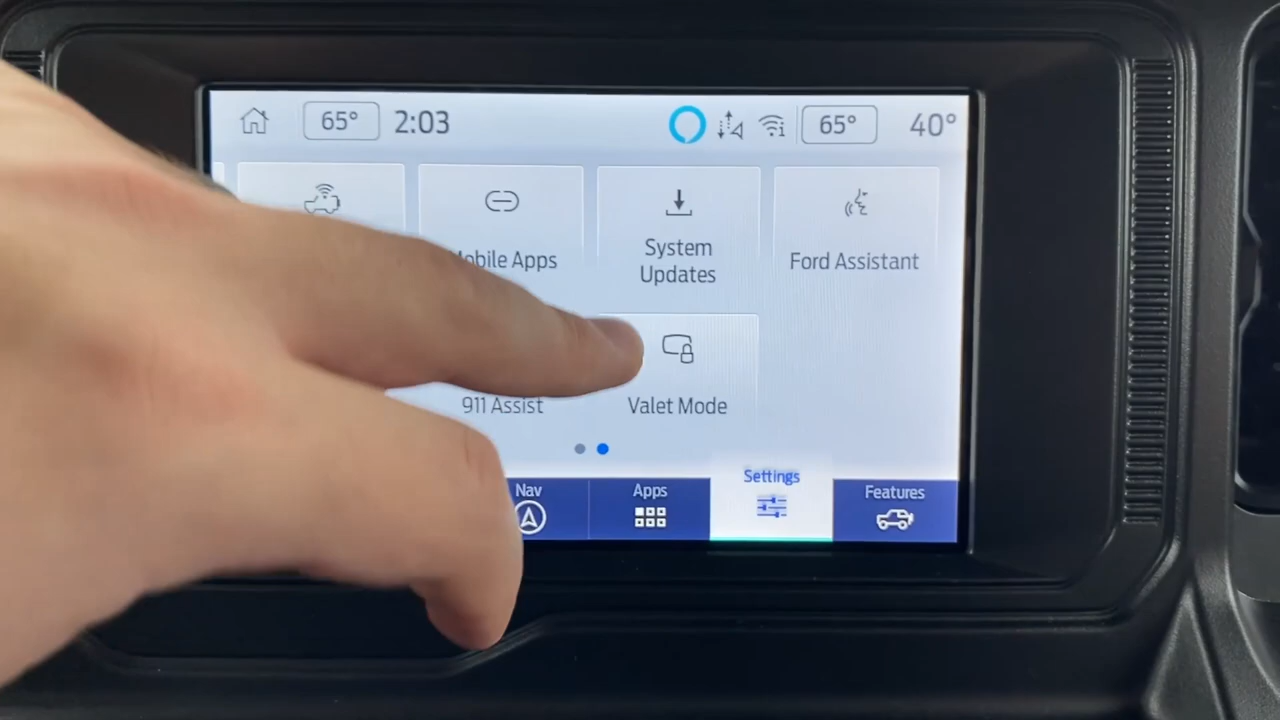 65° 2:03 65° 40°
obile Apps
System
Updates
Ford Assistant
911 Assist
Valet Mode
Nav
Apps
Settings
Features